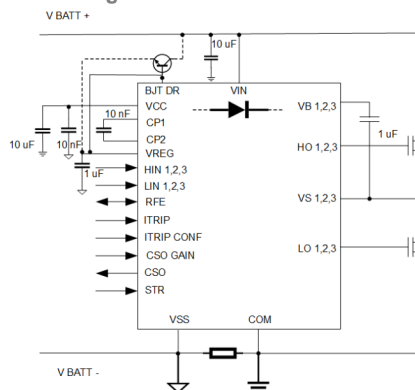 V BATT +
10 uF
BJT DR
VIN
VCC
VB 1,2,3
10 nF
CP1
10 uF
10 nF
CP2
1 uF
HO 1,2,3
VREG
1 uF
HIN 1,2,3
LIN 1,2,3
VS 1,2,3
RFE
ITRIP
ITRIP CONF
LO 1,2,3
CSO GAIN
CSO
STR
VSS
COM
V BATT -